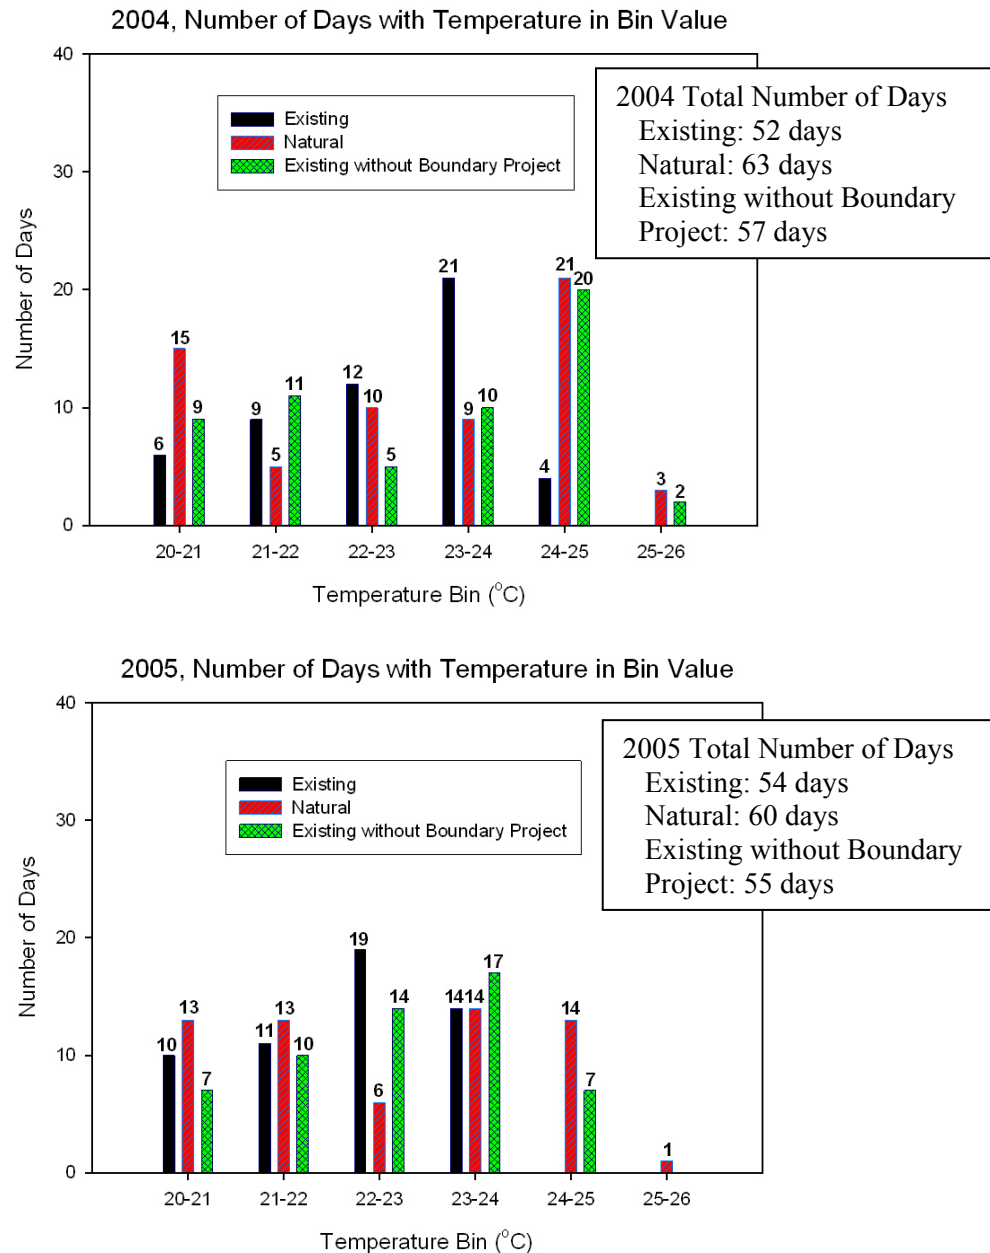 2004, Number of Days with Temperature in Bin Value
40
30
20
10
0
Number of Days
Existing
Natural
Existing without Boundary Project
2004 Total Number of Days
Existing: 52 days
Natural: 63 days
Existing without Boundary
Project: 57 days
6
15
9
9
5
11
12
10
5
21
9
10
4
21
20
3
2
20-21
21-22
22-23
23-24
24-25
25-26
Temperature Bin (°C)
2005, Number of Days with Temperature in Bin Value
40
30
20
10
0
Number of Days
Existing
Natural
Existing without Boundary Project
2005 Total Number of Days
Existing: 54 days
Natural: 60 days
Existing without Boundary
Project: 55 days
10
13
7
11
13
10
19
6
14
14
14
17
14
7
1
20-21
21-22
22-23
23-24
24-25
25-26
Temperature Bin (°C)